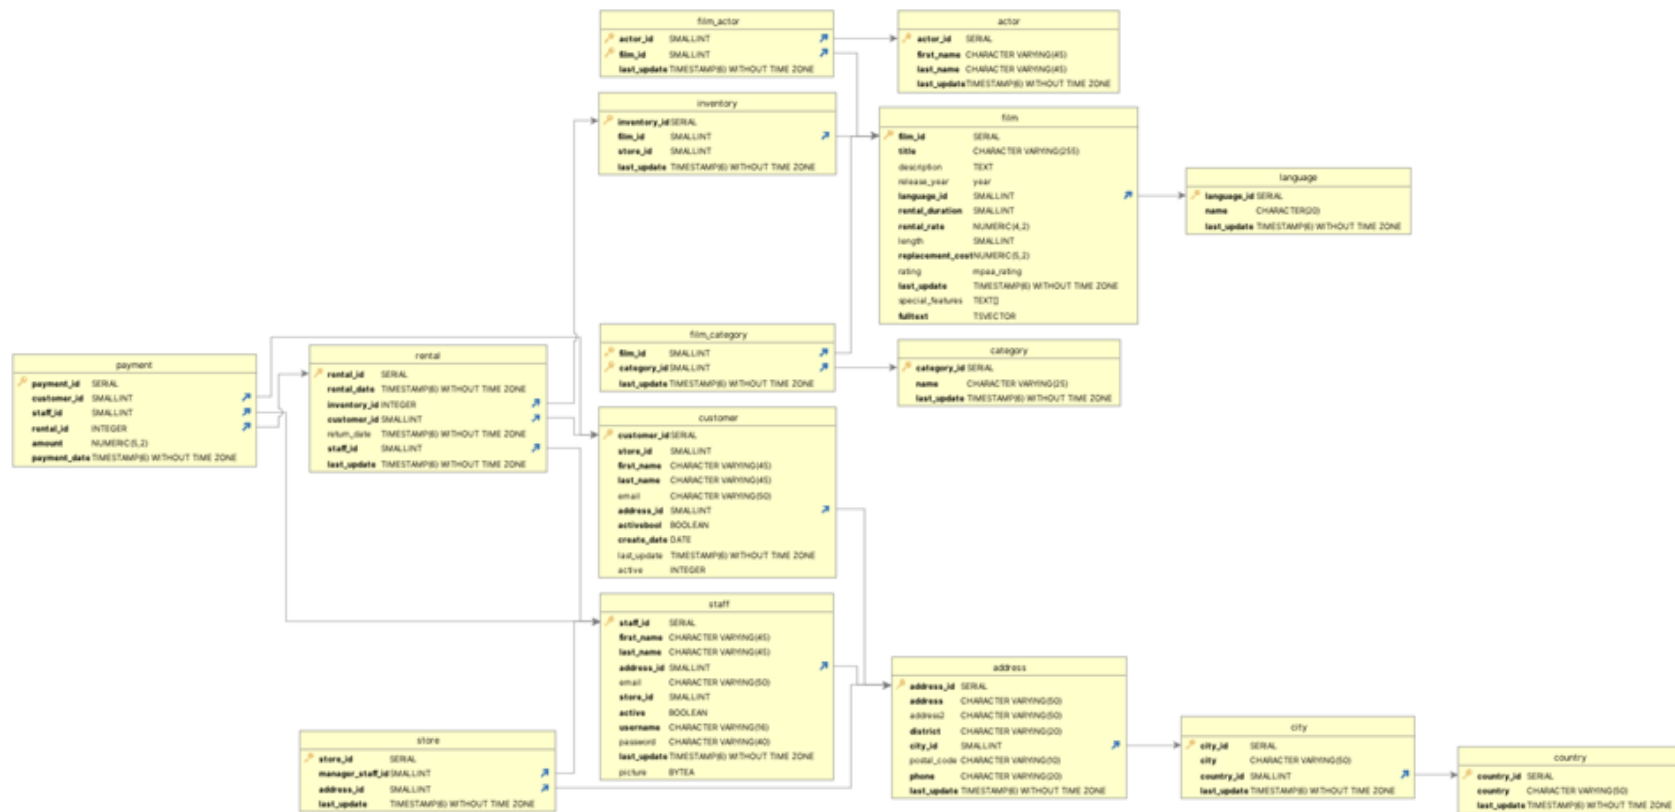 film_actor
actor_id SMALLINT
film_id SMALLINT
last_update TIMESTAMP(6) WITHOUT TIME ZONE
actor
actor_id SERIAL
first_name CHARACTER VARYING(45)
last_name CHARACTER VARYING(45)
last_update TIMESTAMP(6) WITHOUT TIME ZONE
inventory
inventory_id SERIAL
film_id SMALLINT
store_id SMALLINT
last_update TIMESTAMP(6) WITHOUT TIME ZONE
film
film_id SERIAL
title CHARACTER VARYING(255)
description TEXT
release_year year
language_id SMALLINT
rental_duration SMALLINT
rental_rate NUMERIC(4,2)
length SMALLINT
replacement_cost NUMERIC(5,2)
rating mpaa_rating
last_update TIMESTAMP(6) WITHOUT TIME ZONE
special_features TEXT[]
fulltext TSVECTOR
language
language_id SERIAL
name CHARACTER(20)
last_update TIMESTAMP(6) WITHOUT TIME ZONE
payment
payment_id SERIAL
customer_id SMALLINT
staff_id SMALLINT
rental_id INTEGER
amount NUMERIC(5,2)
payment_date TIMESTAMP(6) WITHOUT TIME ZONE
rental
rental_id SERIAL
rental_date TIMESTAMP(6) WITHOUT TIME ZONE
inventory_id INTEGER
customer_id SMALLINT
return_date TIMESTAMP(6) WITHOUT TIME ZONE
staff_id SMALLINT
last_update TIMESTAMP(6) WITHOUT TIME ZONE
film_category
film_id SMALLINT
category_id SMALLINT
last_update TIMESTAMP(6) WITHOUT TIME ZONE
category
category_id SERIAL
name CHARACTER VARYING(25)
last_update TIMESTAMP(6) WITHOUT TIME ZONE
customer
customer_id SERIAL
store_id SMALLINT
first_name CHARACTER VARYING(45)
last_name CHARACTER VARYING(45)
email CHARACTER VARYING(50)
address_id SMALLINT
activebool BOOLEAN
create_date DATE
last_update TIMESTAMP(6) WITHOUT TIME ZONE
active INTEGER
staff
staff_id SERIAL
first_name CHARACTER VARYING(45)
last_name CHARACTER VARYING(45)
address_id SMALLINT
email CHARACTER VARYING(50)
store_id SMALLINT
active BOOLEAN
username CHARACTER VARYING(16)
password CHARACTER VARYING(40)
last_update TIMESTAMP(6) WITHOUT TIME ZONE
picture BYTEA
store
store_id SERIAL
manager_staff_id SMALLINT
address_id SMALLINT
last_update TIMESTAMP(6) WITHOUT TIME ZONE
address
address_id SERIAL
address CHARACTER VARYING(50)
address2 CHARACTER VARYING(50)
district CHARACTER VARYING(20)
city_id SMALLINT
postal_code CHARACTER VARYING(10)
phone CHARACTER VARYING(20)
last_update TIMESTAMP(6) WITHOUT TIME ZONE
city
city_id SERIAL
city CHARACTER VARYING(50)
country_id SMALLINT
last_update TIMESTAMP(6) WITHOUT TIME ZONE
country
country_id SERIAL
country CHARACTER VARYING(50)
last_update TIMESTAMP(6) WITHOUT TIME ZONE